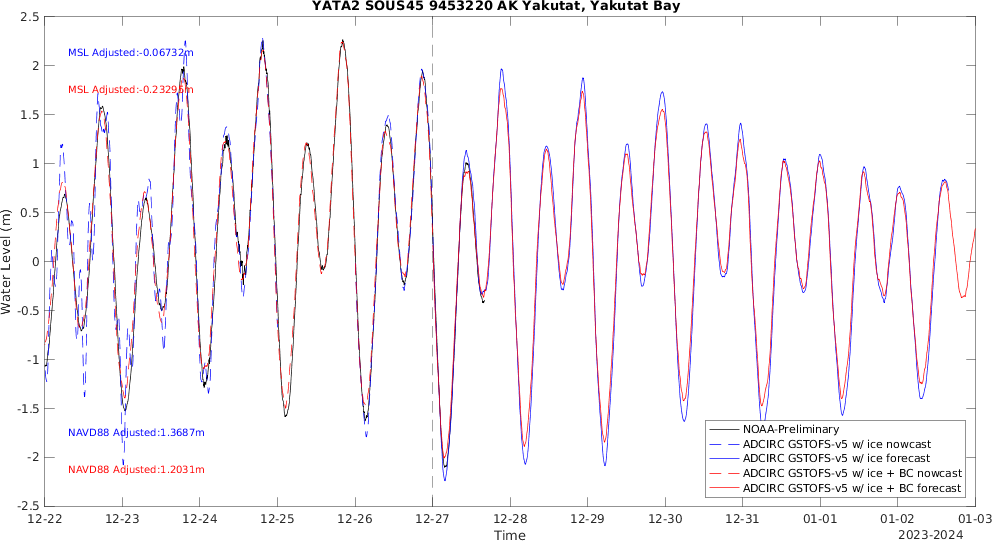 YATA2 SOUS45 9453220 AK Yakutat, Yakutat Bay
2.5
2
1.5
1
0.5
0
-0.5
-1
-1.5
-2
-2.5
Water Level (m)
MSL Adjusted:-0.06732m
MSL Adjusted:-0.23295m
NAVD88 Adjusted:1.3687m
NAVD88 Adjusted:1.2031m
NOAA-Preliminary
ADCIRC GSTOFS-v5 w/ ice nowcast
ADCIRC GSTOFS-v5 w/ ice forecast
ADCIRC GSTOFS-v5 w/ ice + BC nowcast
ADCIRC GSTOFS-v5 w/ ice + BC forecast
12-22 12-23 12-24 12-25 12-26 12-27 12-28 12-29 12-30 12-31 01-01 01-02 01-03
Time
2023-2024